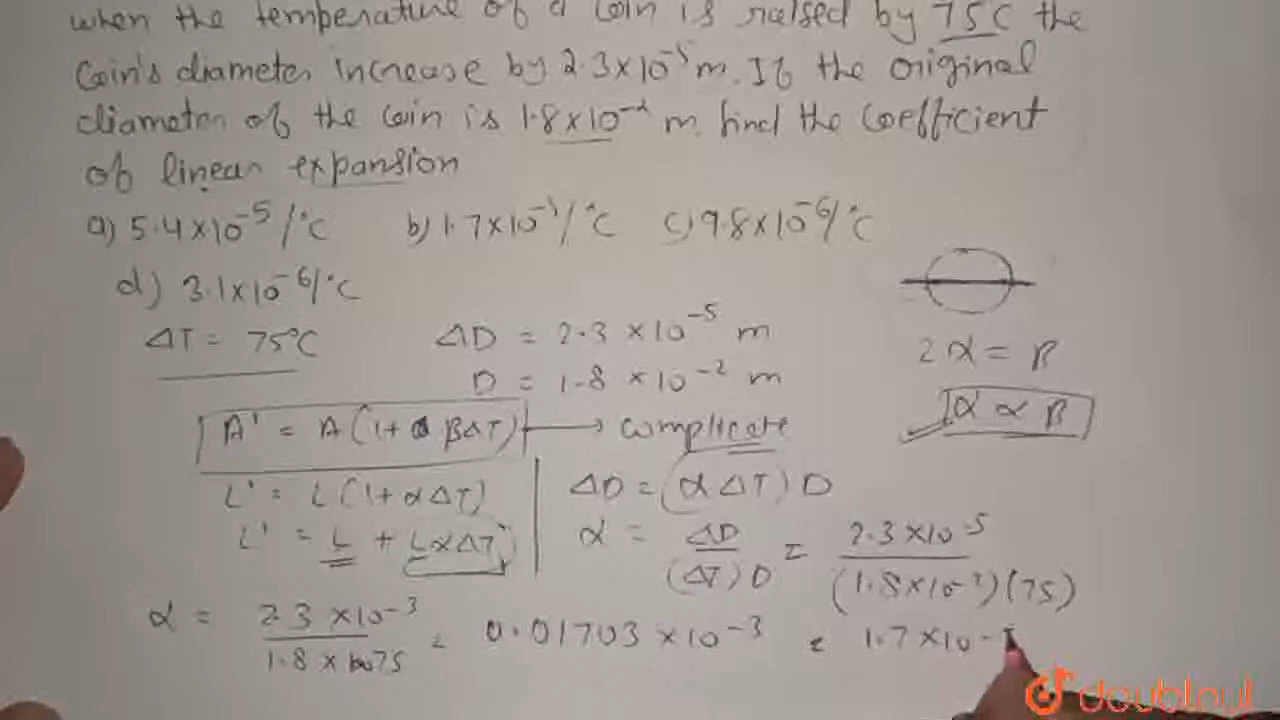 when the temperature of a coin is raised by 75C the
Coin's diameter increase by 2.3×10⁻⁵m. If the original
diameter of the coin is 1.8×10⁻² m. find the coefficient
of linear expansion
a) 5.4×10⁻⁵/°C b) 1.7×10⁻⁵/°C c) 9.8×10⁻⁶/°C
d) 3.1×10⁻⁶/°C
ΔT = 75°C ΔD = 2.3 × 10⁻⁵ m
D = 1.8 × 10⁻² m
2α = β
α ∝ β
A' = A(1+ βΔT) → complicate
L' = L(1+αΔT) ΔD = (αΔT)D
L' = L + LαΔT α = ΔD/(ΔT)D = 2.3×10⁻⁵/(1.8×10⁻²)(75)
α = 2.3×10⁻³/1.8×75 = 0.01703×10⁻³ = 1.7×10⁻
doubtnut